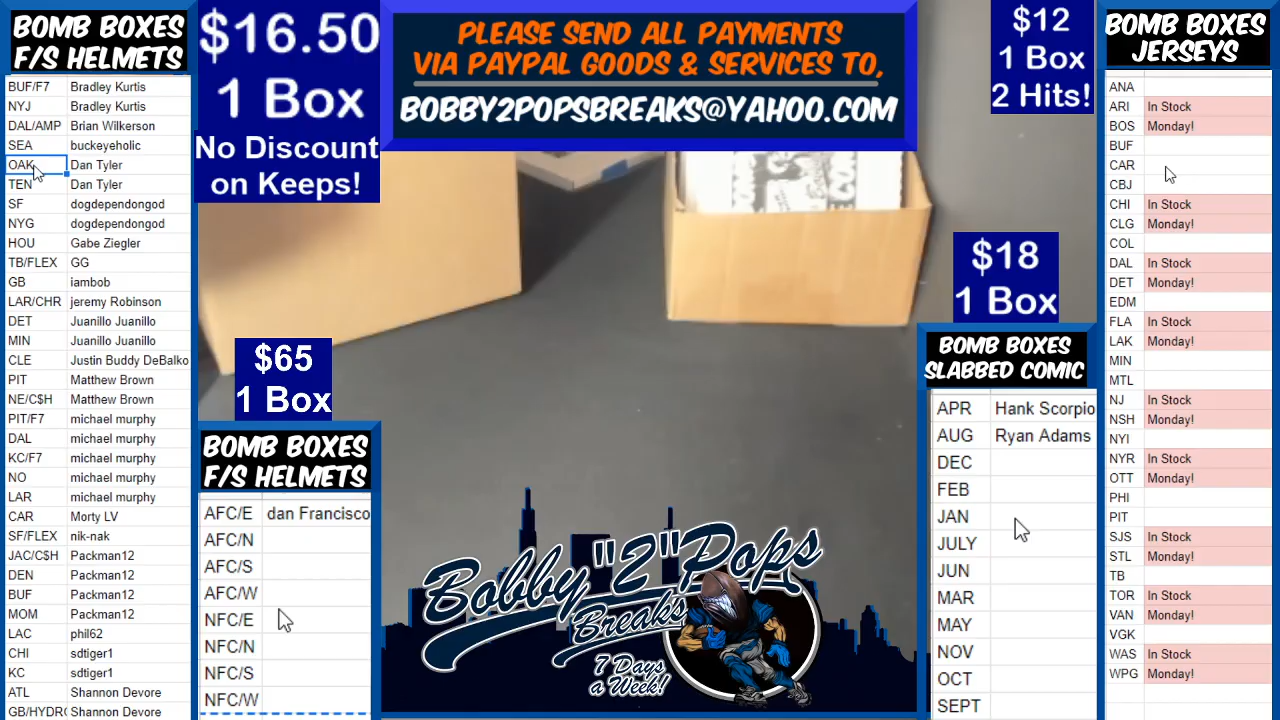 BOMB BOXES
F/S HELMETS
BUF/F7 Bradley Kurtis
NYJ Bradley Kurtis
DAL/AMP Brian Wilkerson
SEA buckeyeholic
OAK Dan Tyler
TEN Dan Tyler
SF dogdependongod
NYG dogdependongod
HOU Gabe Ziegler
TB/FLEX GG
GB iambob
LAR/CHR jeremy Robinson
DET Juanillo Juanillo
MIN Juanillo Juanillo
CLE Justin Buddy DeBalko
PIT Matthew Brown
NE/C$H Matthew Brown
PIT/F7 michael murphy
DAL michael murphy
KC/F7 michael murphy
NO michael murphy
LAR michael murphy
CAR Morty LV
SF/FLEX nik-nak
JAC/C$H Packman12
DEN Packman12
BUF Packman12
MOM Packman12
LAC phil62
CHI sdtiger1
KC sdtiger1
ATL Shannon Devore
GB/HYDR Shannon Devore
$16.50
1 Box
No Discount
on Keeps!
PLEASE SEND ALL PAYMENTS
VIA PAYPAL GOODS & SERVICES TO,
BOBBY2POPSBREAKS@YAHOO.COM
$65
1 Box
BOMB BOXES
F/S HELMETS
AFC/E dan Francisco
AFC/N
AFC/S
AFC/W
NFC/E
NFC/N
NFC/S
NFC/W
Bobby "2" Pops
Breaks
7 Days
a Week!
$12
1 Box
2 Hits!
$18
1 Box
BOMB BOXES
SLABBED COMIC
APR Hank Scorpio
AUG Ryan Adams
DEC
FEB
JAN
JULY
JUN
MAR
MAY
NOV
OCT
SEPT
BOMB BOXES
JERSEYS
ANA
ARI In Stock
BOS Monday!
BUF
CAR
CBJ
CHI In Stock
CLG Monday!
COL
DAL In Stock
DET Monday!
EDM
FLA In Stock
LAK Monday!
MIN
MTL
NJ In Stock
NSH Monday!
NYI
NYR In Stock
OTT Monday!
PHI
PIT
SJS In Stock
STL Monday!
TB
TOR In Stock
VAN Monday!
VGK
WAS In Stock
WPG Monday!